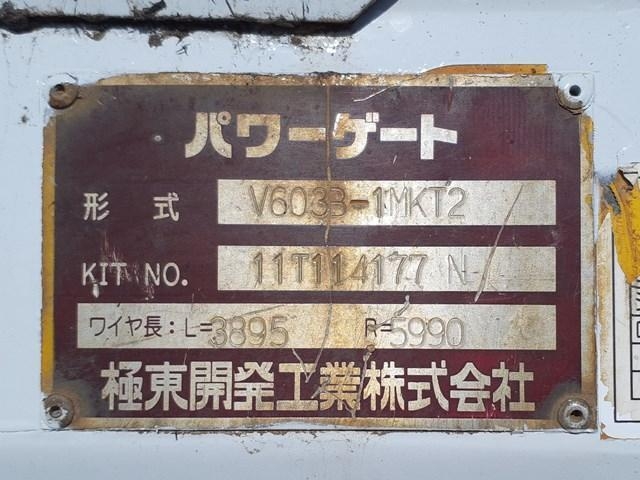 パワーゲート
形 式 V603B-1MKT2
KIT NO. 11T114177 N
ワイヤ長: L=3895 R=5990
極東開発工業株式会社